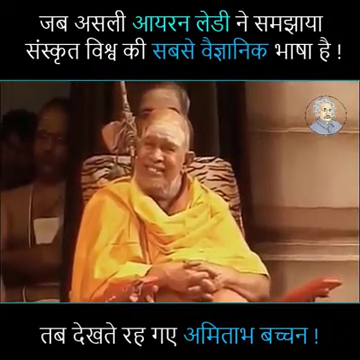 जब असली आयरन लेडी ने समझाया
संस्कृत विश्व की सबसे वैज्ञानिक भाषा है !
तब देखते रह गए अमिताभ बच्चन !